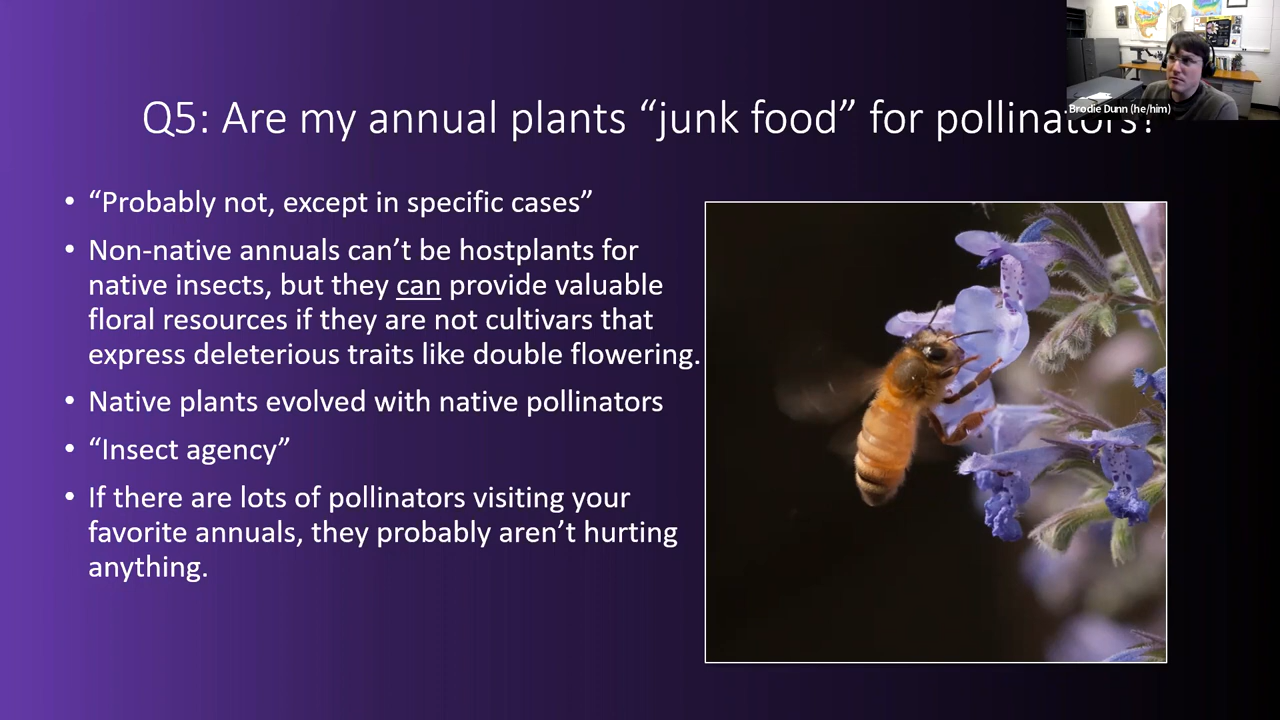 Brodie Dunn (he/him)
Q5: Are my annual plants “junk food” for pollinators?
• “Probably not, except in specific cases”
• Non-native annuals can’t be hostplants for
native insects, but they can provide valuable
floral resources if they are not cultivars that
express deleterious traits like double flowering.
• Native plants evolved with native pollinators
• “Insect agency”
• If there are lots of pollinators visiting your
favorite annuals, they probably aren’t hurting
anything.